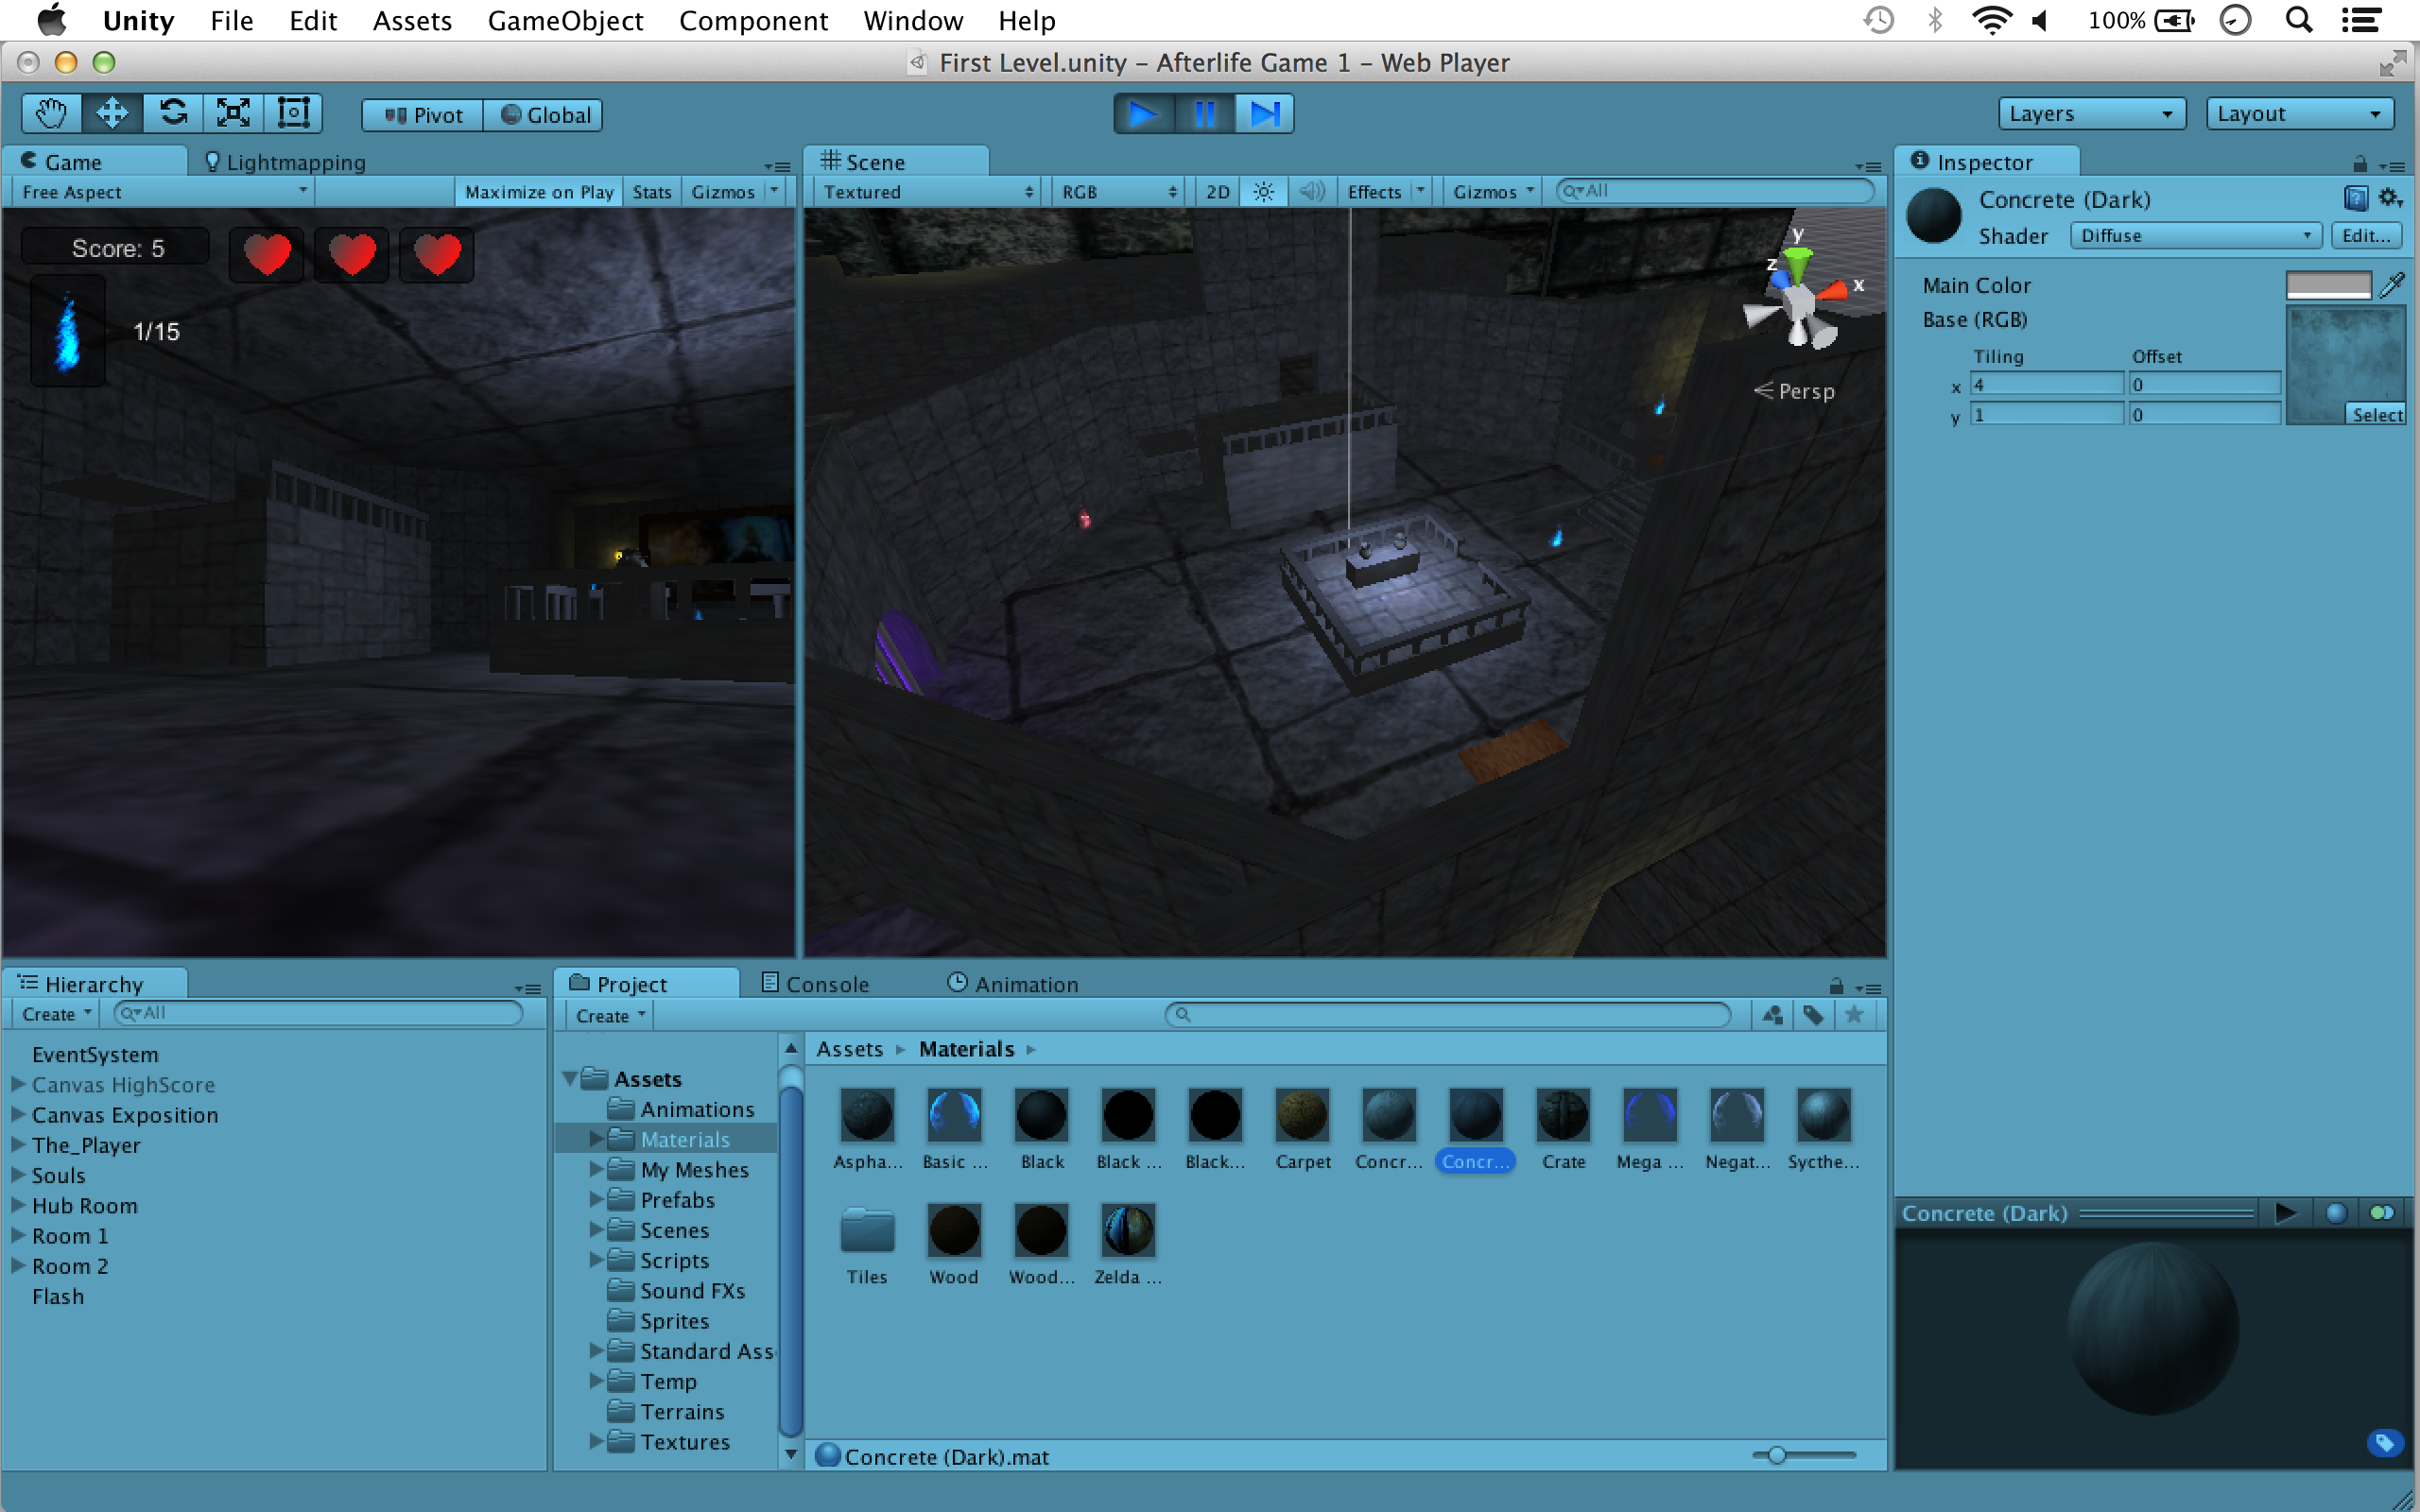 Unity File Edit Assets GameObject Component Window Help 100%
First Level.unity – Afterlife Game 1 – Web Player
Pivot Global Layers Layout
Game Lightmapping
Free Aspect Maximize on Play Stats Gizmos
Score: 5
1/15
Scene
Textured RGB 2D Effects Gizmos All
y
z
x
Persp
Inspector
Concrete (Dark)
Shader Diffuse Edit...
Main Color
Base (RGB)
Tiling Offset
x 4 0
y 1 0
Select
Hierarchy
Create All
EventSystem
Canvas HighScore
Canvas Exposition
The_Player
Souls
Hub Room
Room 1
Room 2
Flash
Project Console Animation
Create
Assets
Animations
Materials
My Meshes
Prefabs
Scenes
Scripts
Sound FXs
Sprites
Standard Ass
Temp
Terrains
Textures
Assets Materials
Aspha... Basic ... Black Black ... Black... Carpet Concr... Concr... Crate Mega ... Negat... Sycthe...
Tiles Wood Wood... Zelda ...
Concrete (Dark).mat
Concrete (Dark)